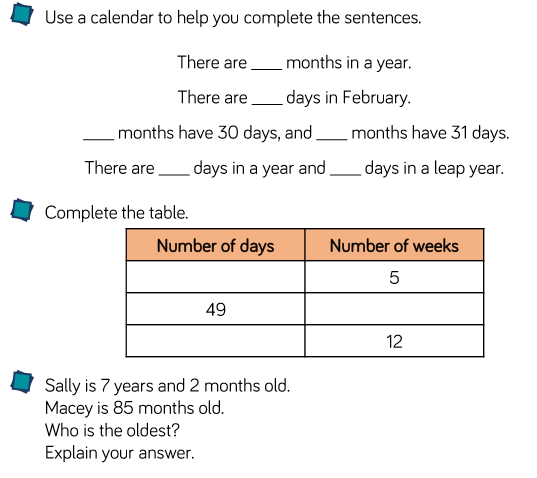 Use a calendar to help you complete the sentences.
There are ____ months in a year.
There are ____ days in February.
____ months have 30 days, and ____ months have 31 days.
There are ____ days in a year and ____ days in a leap year.
Complete the table.
Number of days Number of weeks
5
49
12
Sally is 7 years and 2 months old.
Macey is 85 months old.
Who is the oldest?
Explain your answer.